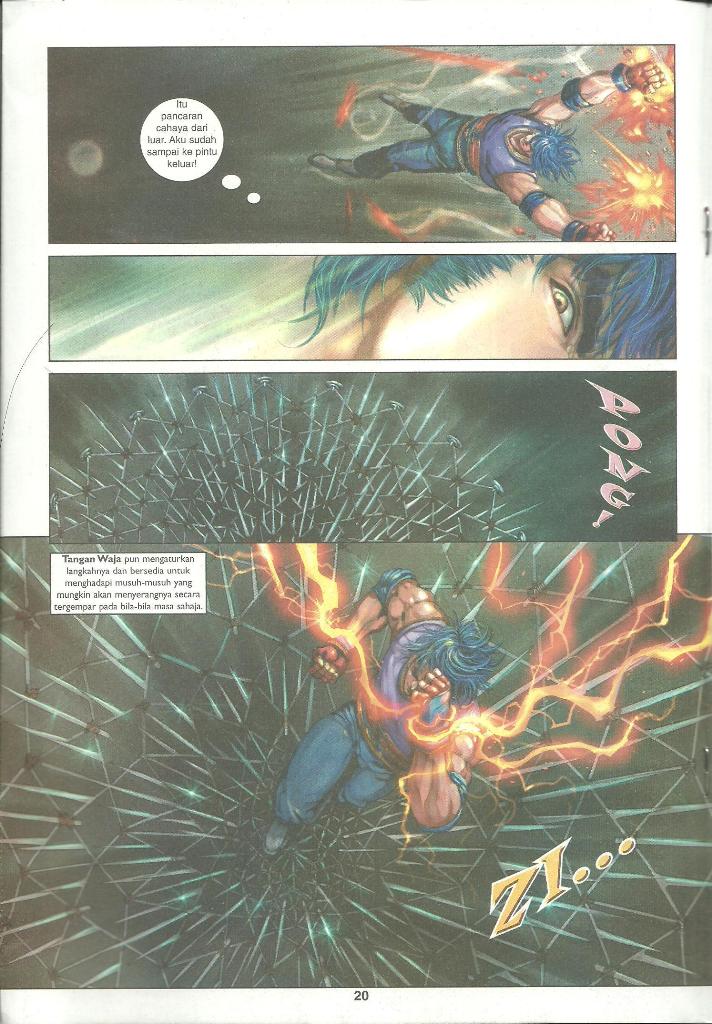 Itu
pancaran
cahaya dari
luar. Aku sudah
sampai ke pintu
keluar!
PONG!
Tangan Waja pun mengaturkan
langkahnya dan bersedia untuk
menghadapi musuh-musuh yang
mungkin akan menyerangnya secara
tergempar pada bila-bila masa sahaja.
ZI...
20